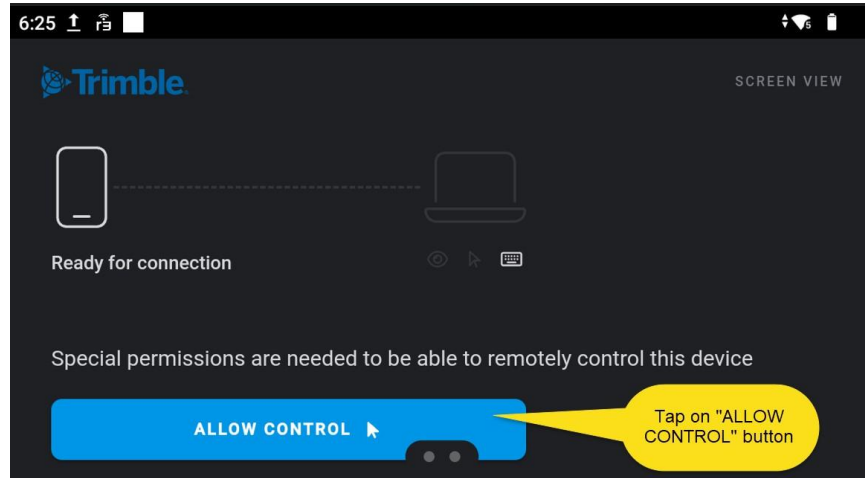 6:25
Trimble.
SCREEN VIEW
Ready for connection
Special permissions are needed to be able to remotely control this device
ALLOW CONTROL
Tap on "ALLOW
CONTROL" button